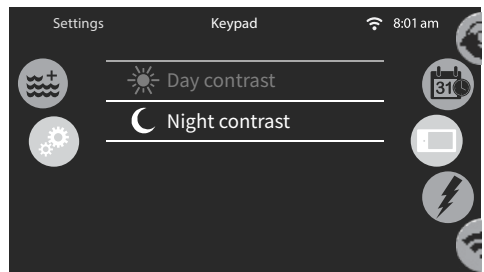 Settings
Keypad
8:01 am
Day contrast
31
Night contrast